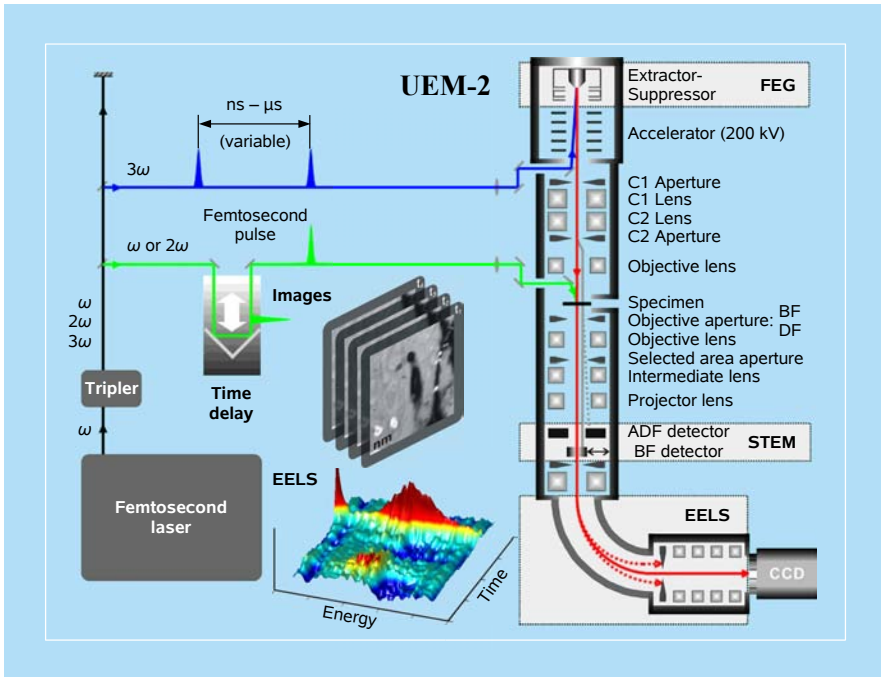 UEM-2
ns – μs
(variable)
3ω
Femtosecond
pulse
ω or 2ω
Images
ω
2ω
3ω
Time
delay
Tripler
ω
Femtosecond
laser
nm
EELS
Energy
Time
Extractor-
Suppressor
FEG
Accelerator (200 kV)
C1 Aperture
C1 Lens
C2 Lens
C2 Aperture
Objective lens
Specimen
Objective aperture: BF
DF
Objective lens
Selected area aperture
Intermediate lens
Projector lens
ADF detector
BF detector
STEM
EELS
CCD